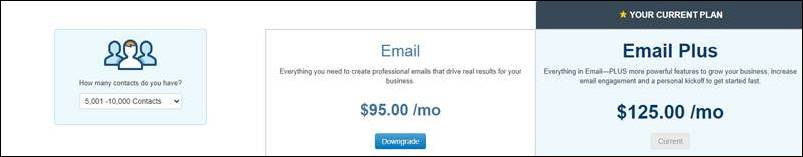 ★ YOUR CURRENT PLAN
How many contacts do you have?
5,001 -10,000 Contacts
Email
Everything you need to create professional emails that drive real results for your
business.
$95.00 /mo
Downgrade
Email Plus
Everything in Email—PLUS more powerful features to grow your business, increase
email engagement and a personal kickoff to get started fast.
$125.00 /mo
Current